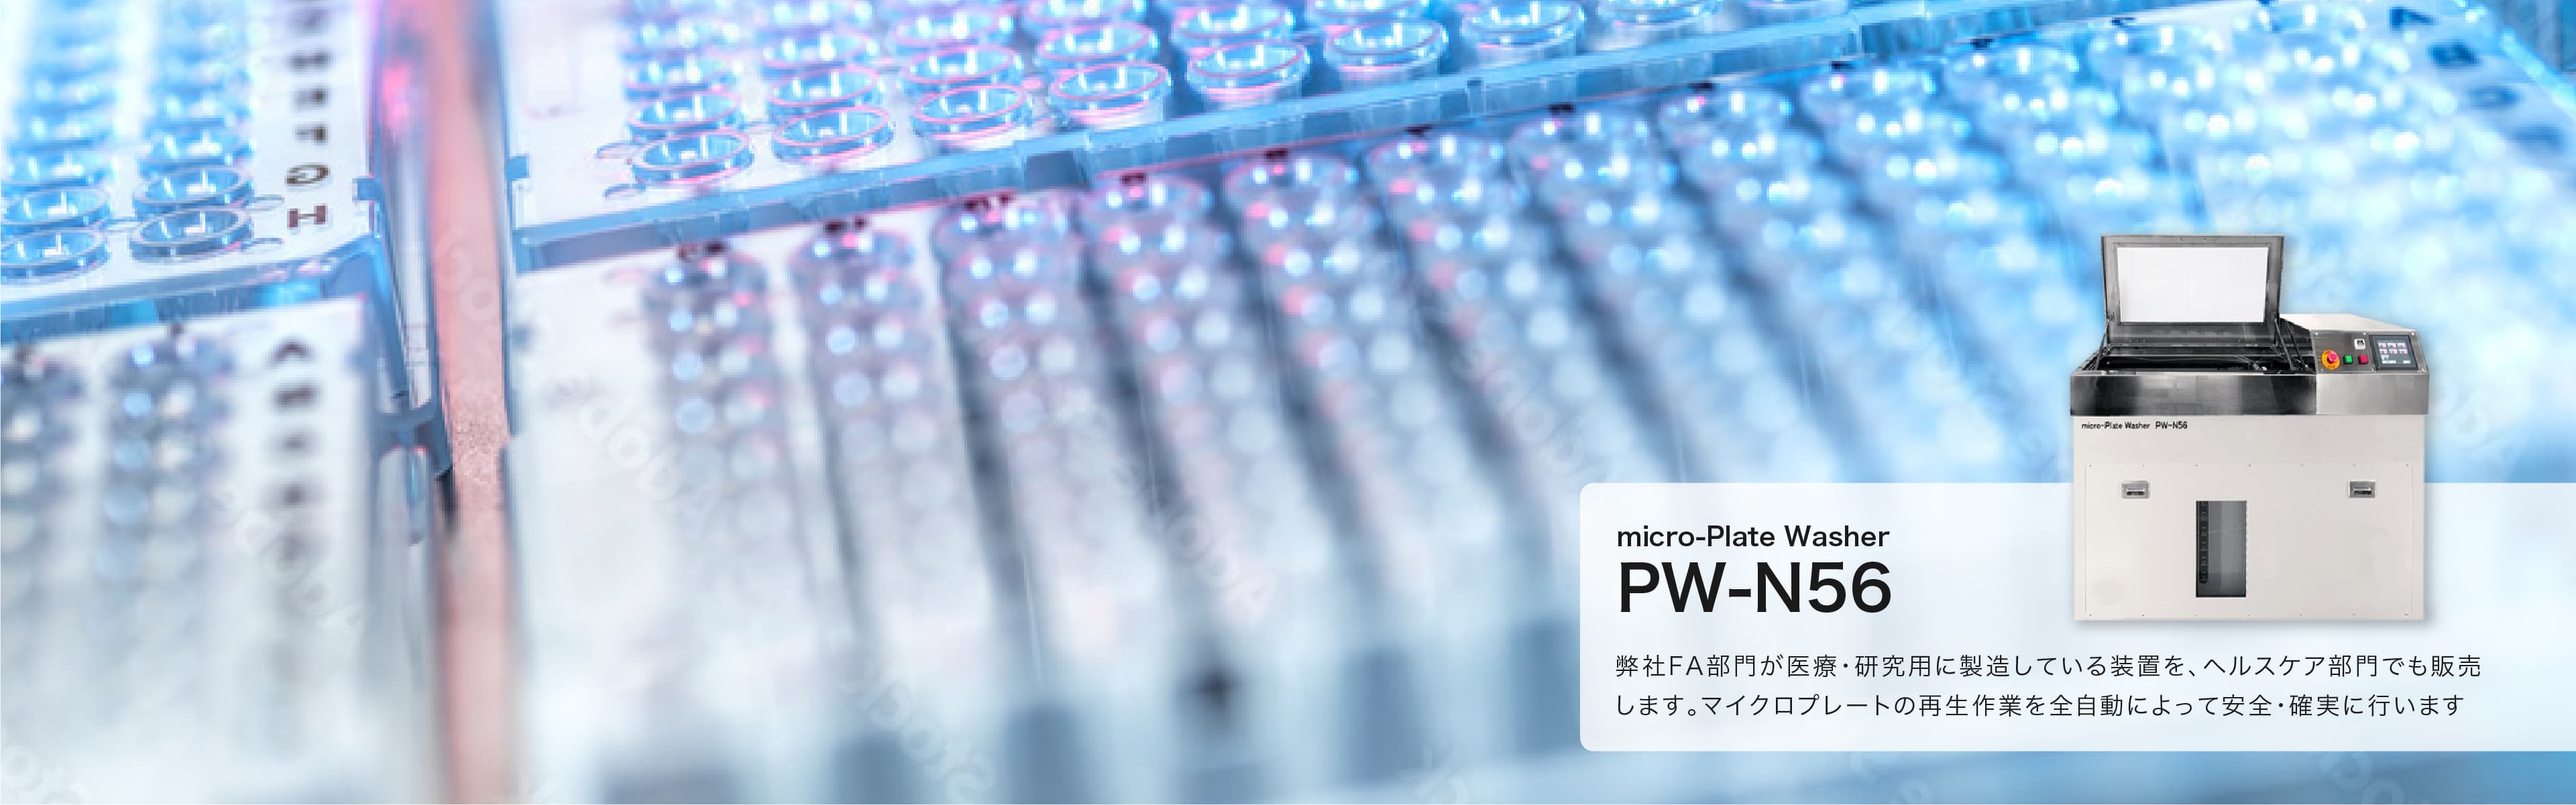 G
H
micro-Plate Washer PW-N56
micro-Plate Washer
PW-N56
弊社FA部門が医療・研究用に製造している装置を、ヘルスケア部門でも販売
します。マイクロプレートの再生作業を全自動によって安全・確実に行います